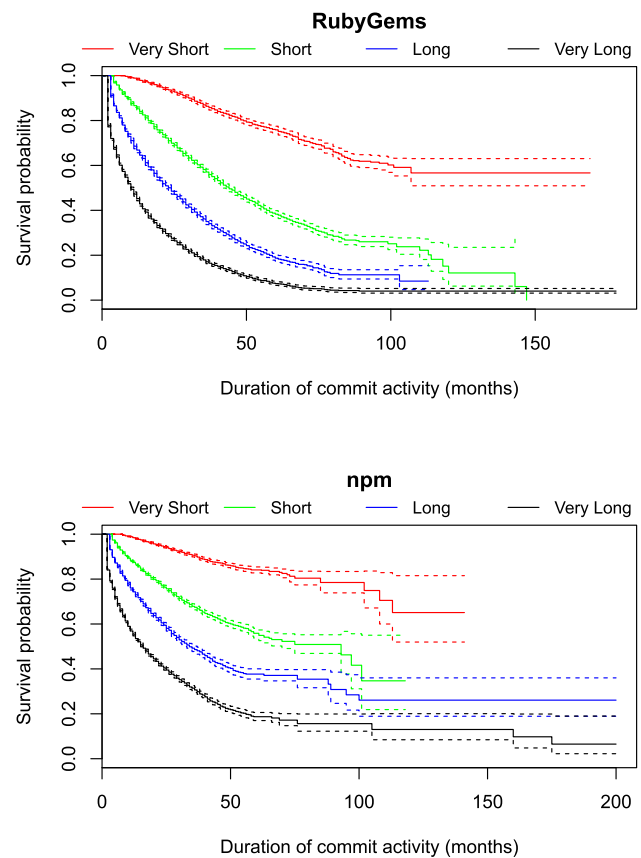 RubyGems
Very Short Short Long Very Long
Survival probability
1.0
0.8
0.6
0.4
0.2
0.0
0 50 100 150
Duration of commit activity (months)
npm
Very Short Short Long Very Long
Survival probability
1.0
0.8
0.6
0.4
0.2
0.0
0 50 100 150 200
Duration of commit activity (months)